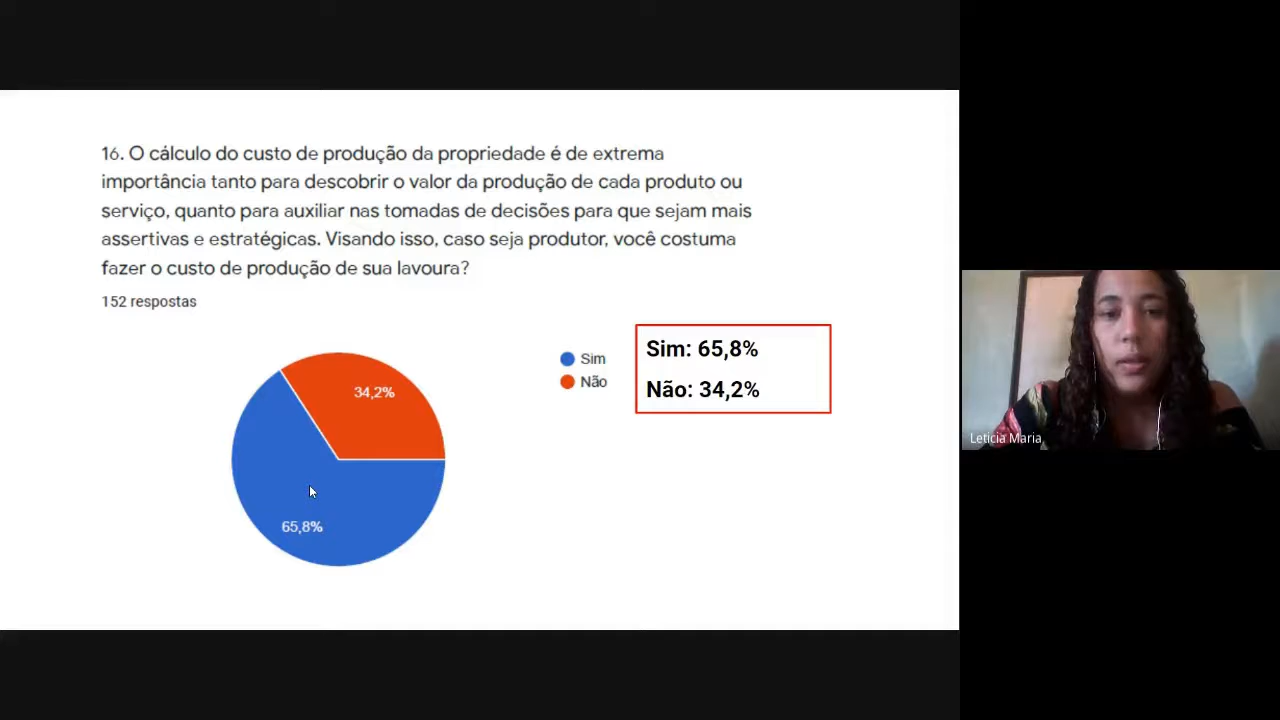 16. O cálculo do custo de produção da propriedade é de extrema
importância tanto para descobrir o valor da produção de cada produto ou
serviço, quanto para auxiliar nas tomadas de decisões para que sejam mais
assertivas e estratégicas. Visando isso, caso seja produtor, você costuma
fazer o custo de produção de sua lavoura?
152 respostas
34,2%
65,8%
Sim
Não
Sim: 65,8%
Não: 34,2%
Leticia Maria